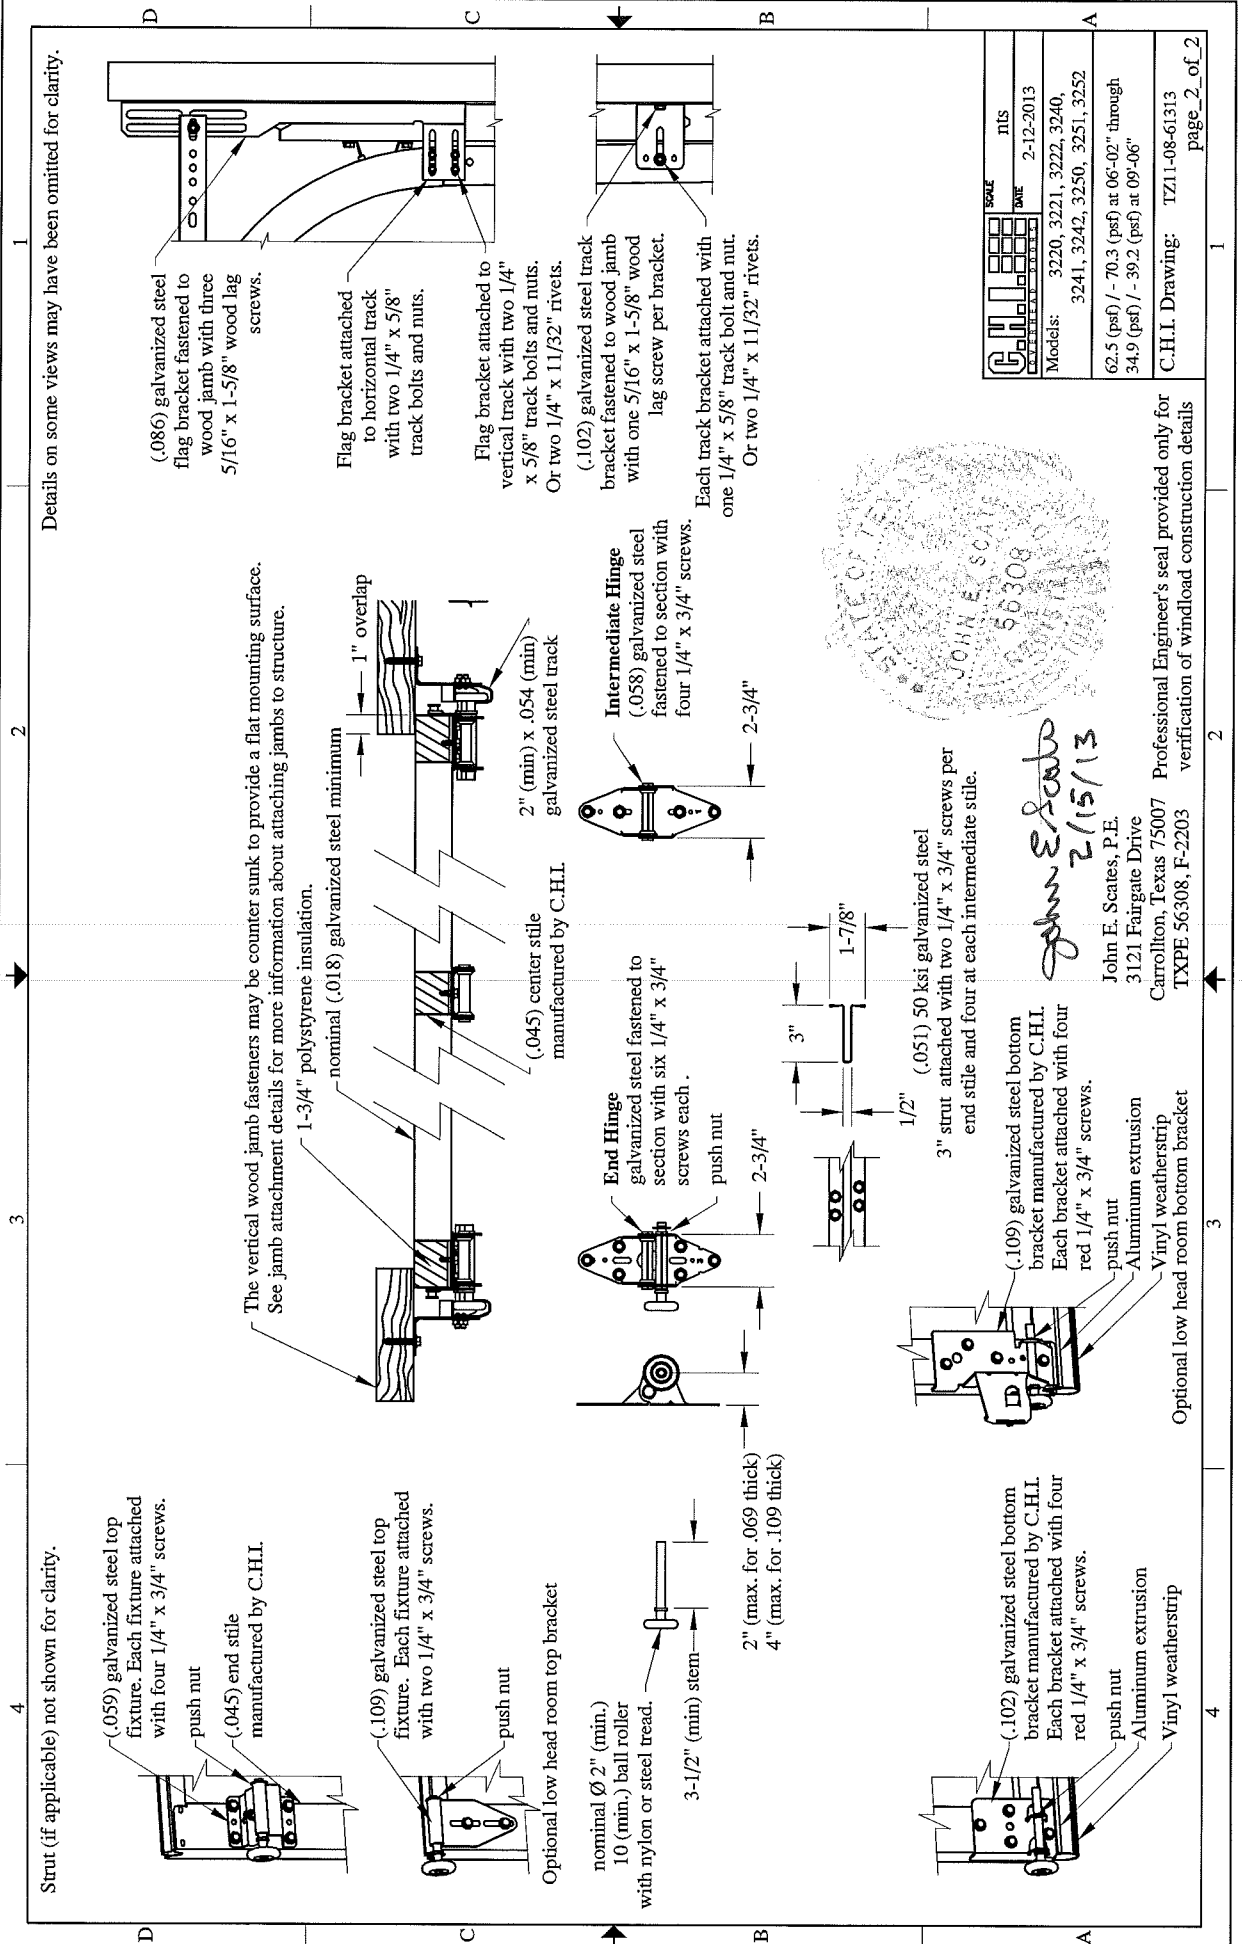 4
3
2
1
D
C
B
A
Strut (if applicable) not shown for clarity.
Details on some views may have been omitted for clarity.
(.059) galvanized steel top
fixture. Each fixture attached
with four 1/4" x 3/4" screws.
push nut
(.045) end stile
manufactured by C.H.I.
(.109) galvanized steel top
fixture. Each fixture attached
with two 1/4" x 3/4" screws.
push nut
Optional low head room top bracket
nominal Ø 2" (min.)
10 (min.) ball roller
with nylon or steel tread.
3-1/2" (min) stem
2" (max. for .069 thick)
4" (max. for .109 thick)
(.102) galvanized steel bottom
bracket manufactured by C.H.I.
Each bracket attached with four
red 1/4" x 3/4" screws.
push nut
Aluminum extrusion
Vinyl weatherstrip
The vertical wood jamb fasteners may be counter sunk to provide a flat mounting surface.
See jamb attachment details for more information about attaching jambs to structure.
1-3/4" polystyrene insulation.
nominal (.018) galvanized steel minimum
1" overlap
(.045) center stile
manufactured by C.H.I.
2" (min) x .054 (min)
galvanized steel track
End Hinge
galvanized steel fastened to
section with six 1/4" x 3/4"
screws each .
push nut
2-3/4"
Intermediate Hinge
(.058) galvanized steel
fastened to section with
four 1/4" x 3/4" screws.
2-3/4"
3"
1-7/8"
1/2"
(.051) 50 ksi galvanized steel
3" strut attached with two 1/4" x 3/4" screws per
end stile and four at each intermediate stile.
(.109) galvanized steel bottom
bracket manufactured by C.H.I.
Each bracket attached with four
red 1/4" x 3/4" screws.
push nut
Aluminum extrusion
Vinyl weatherstrip
Optional low head room bottom bracket
(.086) galvanized steel
flag bracket fastened to
wood jamb with three
5/16" x 1-5/8" wood lag
screws.
Flag bracket attached
to horizontal track
with two 1/4" x 5/8"
track bolts and nuts.
Flag bracket attached to
vertical track with two 1/4"
x 5/8" track bolts and nuts.
Or two 1/4" x 11/32" rivets.
(.102) galvanized steel track
bracket fastened to wood jamb
with one 5/16" x 1-5/8" wood
lag screw per bracket.
Each track bracket attached with
one 1/4" x 5/8" track bolt and nut.
Or two 1/4" x 11/32" rivets.
STATE OF TEXAS
JOHN E. SCATES
56308
John E Scates
2/15/13
John E. Scates, P.E.
3121 Fairgate Drive
Carrollton, Texas 75007
TXPE 56308, F-2203
Professional Engineer's seal provided only for
verification of windload construction details
C.H.I.
OVERHEAD DOORS
SCALE nts
DATE 2-12-2013
Models: 3220, 3221, 3222, 3240,
3241, 3242, 3250, 3251, 3252
62.5 (psf) / - 70.3 (psf) at 06'-02" through
34.9 (psf) / - 39.2 (psf) at 09'-06"
C.H.I. Drawing: TZ11-08-61313
page_2_of_2
4
3
2
1
D
C
B
A